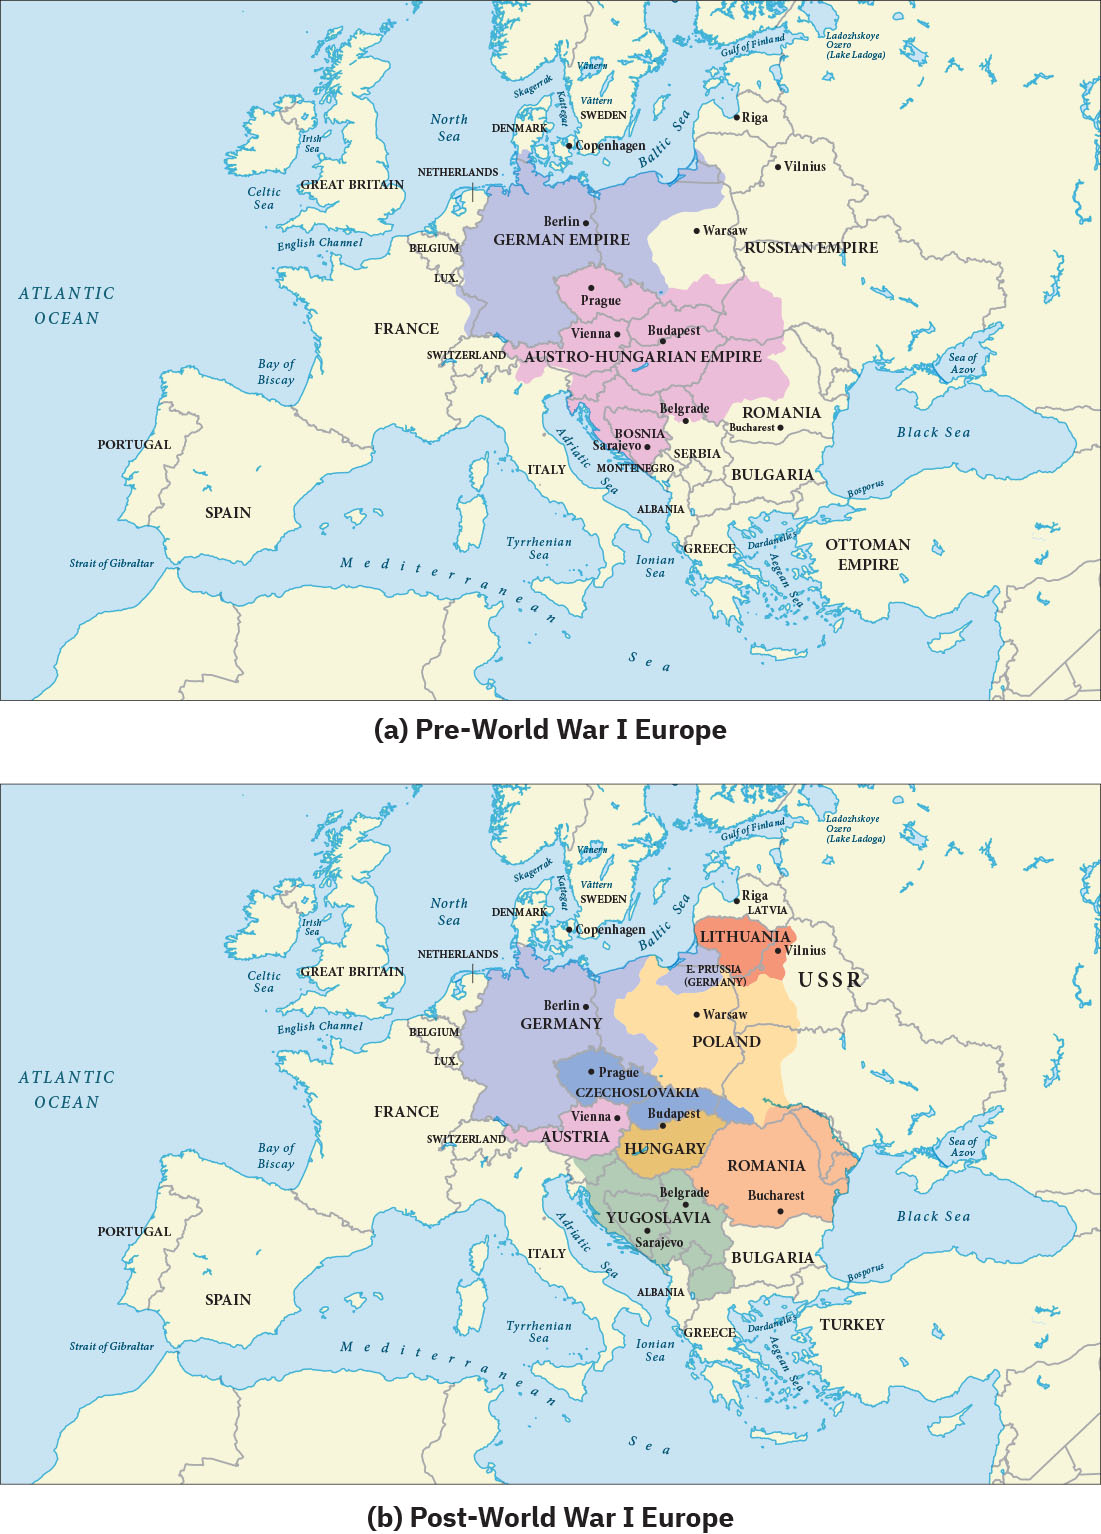 Ladozhskoye
Ozero
(Lake Ladoga)
Gulf of Finland
Vänern
Skagerrak
Kattegat
Vättern
SWEDEN
North
Sea
DENMARK
Copenhagen
Baltic Sea
Riga
Irish
Sea
Vilnius
NETHERLANDS
Celtic
Sea
GREAT BRITAIN
Berlin
GERMAN EMPIRE
Warsaw
RUSSIAN EMPIRE
English Channel
BELGIUM
LUX.
ATLANTIC
OCEAN
Prague
FRANCE
Vienna
Budapest
SWITZERLAND
AUSTRO-HUNGARIAN EMPIRE
Sea of
Azov
Bay of
Biscay
Belgrade
ROMANIA
Bucharest
Black Sea
BOSNIA
Sarajevo
SERBIA
PORTUGAL
Adriatic Sea
MONTENEGRO
ITALY
BULGARIA
Bosporus
SPAIN
ALBANIA
Tyrrhenian
Sea
Ionian
Sea
GREECE
Dardanelles
Aegean Sea
OTTOMAN
EMPIRE
Strait of Gibraltar
Mediterranean
Sea
(a) Pre-World War I Europe
Ladozhskoye
Ozero
(Lake Ladoga)
Gulf of Finland
Vänern
Skagerrak
Kattegat
Vättern
SWEDEN
North
Sea
DENMARK
Copenhagen
Baltic Sea
Riga
LATVIA
Irish
Sea
LITHUANIA
Vilnius
NETHERLANDS
Celtic
Sea
GREAT BRITAIN
E. PRUSSIA
(GERMANY)
USSR
Berlin
GERMANY
Warsaw
POLAND
English Channel
BELGIUM
LUX.
ATLANTIC
OCEAN
Prague
CZECHOSLOVAKIA
FRANCE
Vienna
Budapest
SWITZERLAND
AUSTRIA
HUNGARY
Sea of
Azov
Bay of
Biscay
ROMANIA
Belgrade
Bucharest
Black Sea
YUGOSLAVIA
Sarajevo
PORTUGAL
Adriatic Sea
ITALY
BULGARIA
Bosporus
SPAIN
ALBANIA
Tyrrhenian
Sea
Ionian
Sea
GREECE
Dardanelles
Aegean Sea
TURKEY
Strait of Gibraltar
Mediterranean
Sea
(b) Post-World War I Europe